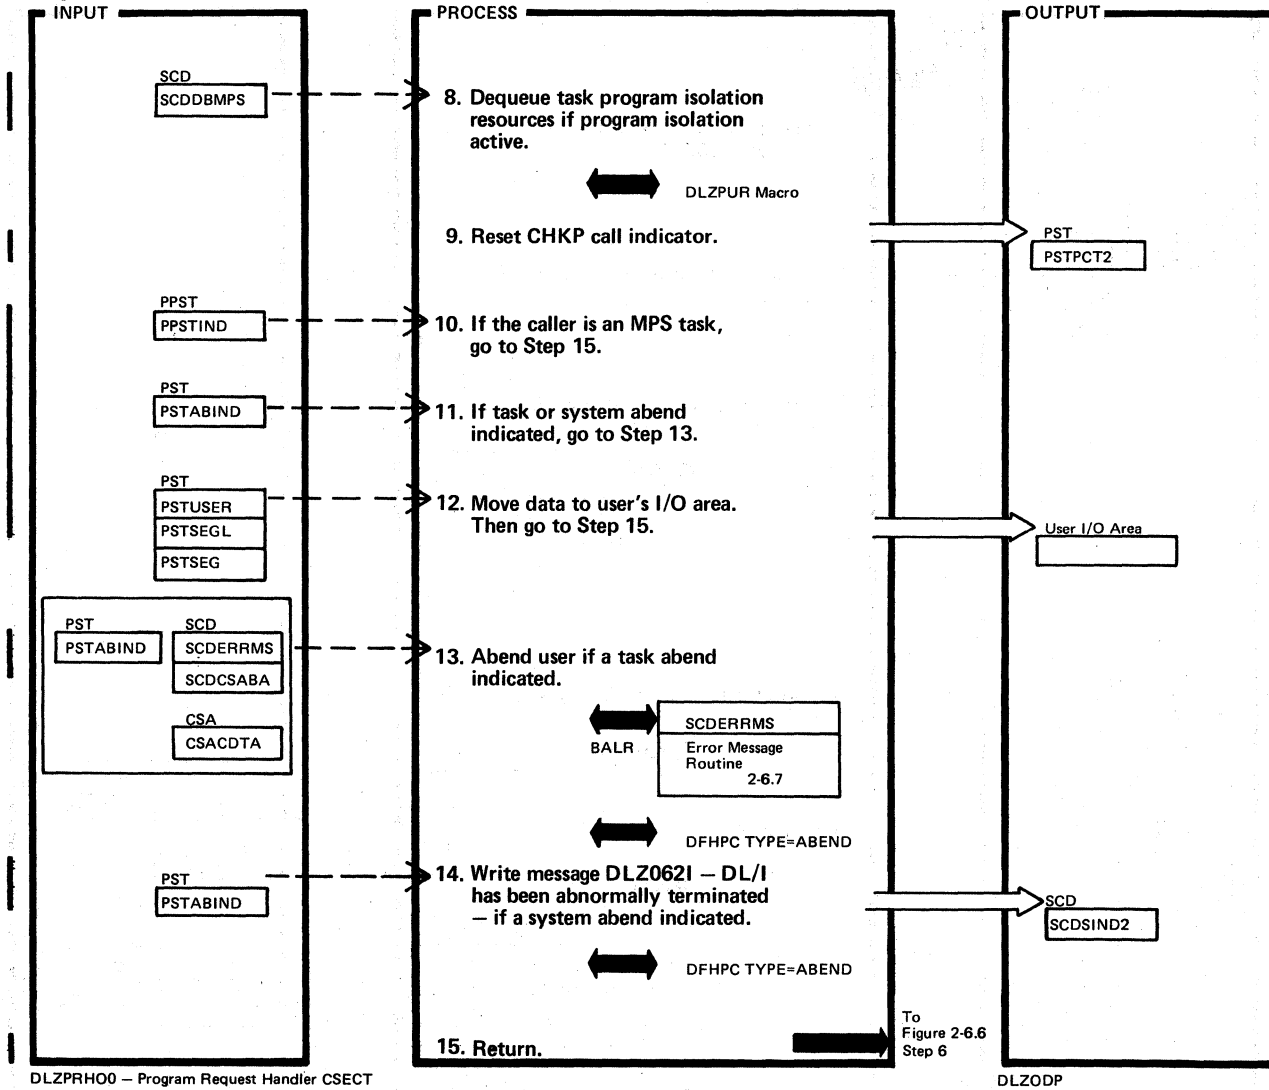 INPUT
PROCESS
OUTPUT
SCD
SCDDBMPS
8. Dequeue task program isolation
resources if program isolation
active.
DLZPUR Macro
9. Reset CHKP call indicator.
PST
PSTPCT2
PPST
PPSTIND
10. If the caller is an MPS task,
go to Step 15.
PST
PSTABIND
11. If task or system abend
indicated, go to Step 13.
PST
PSTUSER
PSTSEGL
PSTSEG
12. Move data to user's I/O area.
Then go to Step 15.
User I/O Area
PST
PSTABIND
SCD
SCDERRMS
SCDCSABA
CSA
CSACDTA
13. Abend user if a task abend
indicated.
BALR
SCDERRMS
Error Message
Routine
2-6.7
DFHPC TYPE=ABEND
PST
PSTABIND
14. Write message DLZ062I — DL/I
has been abnormally terminated
— if a system abend indicated.
SCD
SCDSIND2
DFHPC TYPE=ABEND
15. Return.
To
Figure 2-6.6
Step 6
DLZPRHO0 — Program Request Handler CSECT
DLZODP